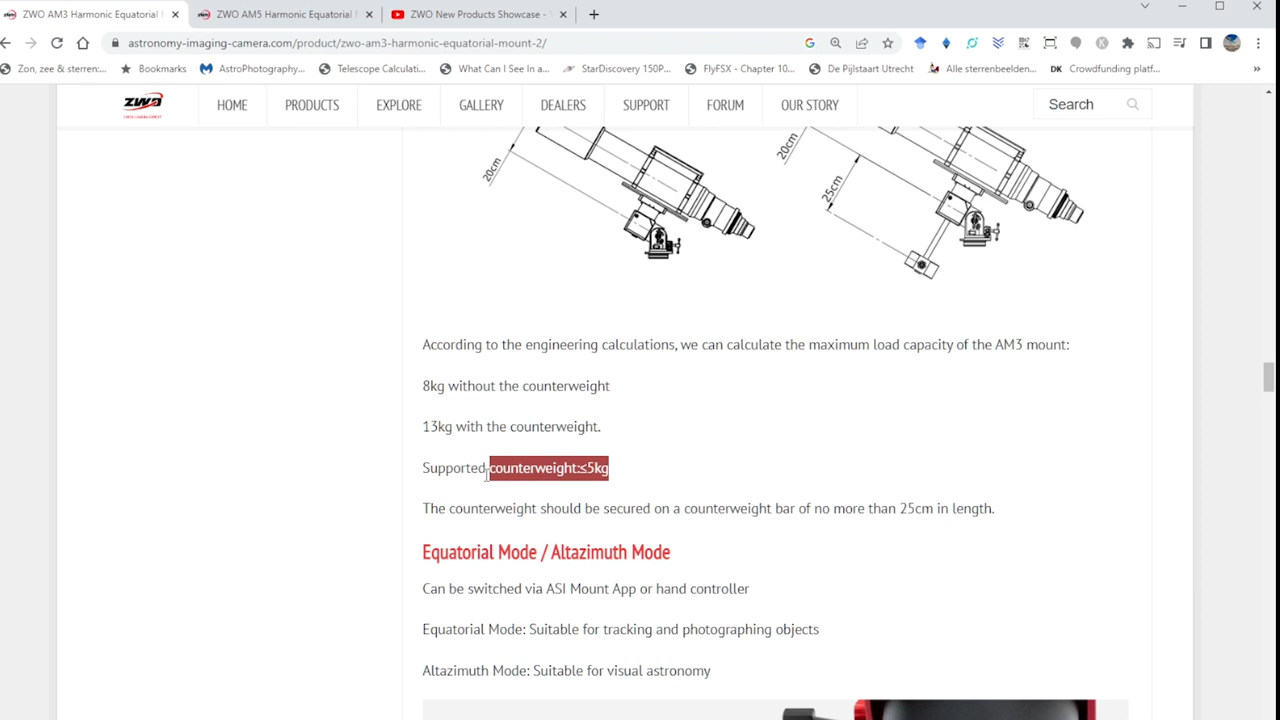 ZWO AM3 Harmonic Equatorial
ZWO AM5 Harmonic Equatorial
ZWO New Products Showcase -
astronomy-imaging-camera.com/product/zwo-am3-harmonic-equatorial-mount-2/
Zon, zee & sterren:...
Bookmarks
AstroPhotography...
Telescope Calculati...
What Can I See In a...
StarDiscovery 150P...
FlyFSX - Chapter 10...
De Pijlstaart Utrecht
Alle sterrenbeelden...
DK Crowdfunding platf...
ZWO
HOME
PRODUCTS
EXPLORE
GALLERY
DEALERS
SUPPORT
FORUM
OUR STORY
Search
20cm
20cm
25cm
According to the engineering calculations, we can calculate the maximum load capacity of the AM3 mount:
8kg without the counterweight
13kg with the counterweight.
Supported counterweight:≤5kg
The counterweight should be secured on a counterweight bar of no more than 25cm in length.
Equatorial Mode / Altazimuth Mode
Can be switched via ASI Mount App or hand controller
Equatorial Mode: Suitable for tracking and photographing objects
Altazimuth Mode: Suitable for visual astronomy